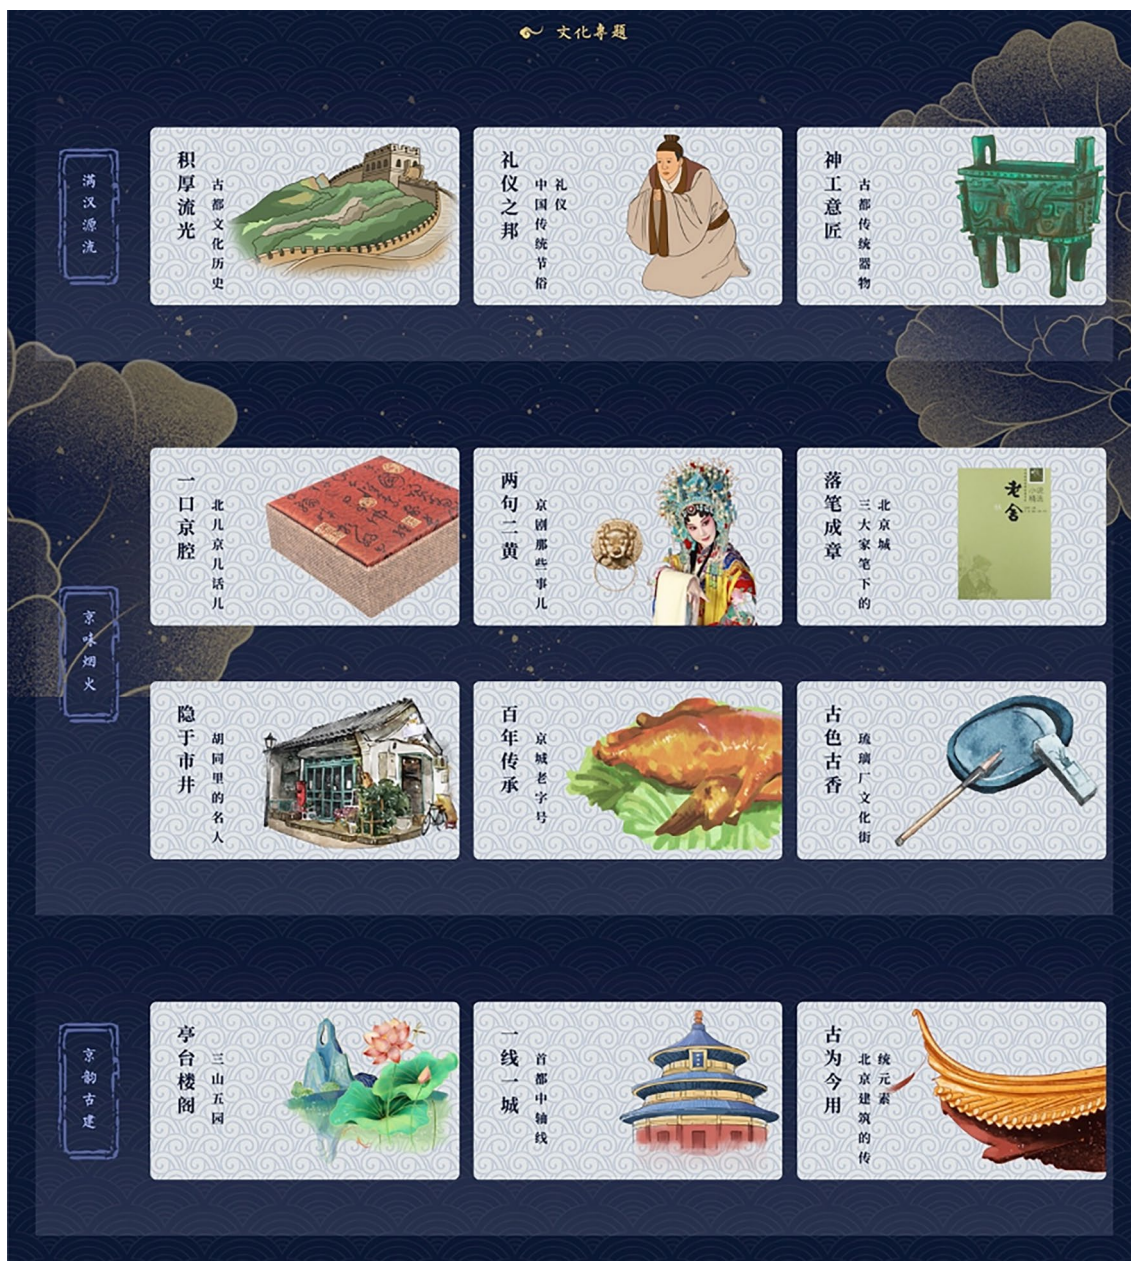 文化專題
满汉源流
积厚流光
古都文化历史
礼仪之邦
中国传统节俗
礼仪
神工意匠
古都传统器物
京味烟火
一口京腔
北儿京儿话儿
两句二黄
京剧那些事儿
落笔成章
三大家笔下的
北京城
老舍
小说
精选
隐于市井
胡同里的名人
百年传承
京城老字号
古色古香
琉璃厂文化街
京韵古建
亭台楼阁
三山五园
一线一城
首都中轴线
古为今用
北京建筑的传
统元素